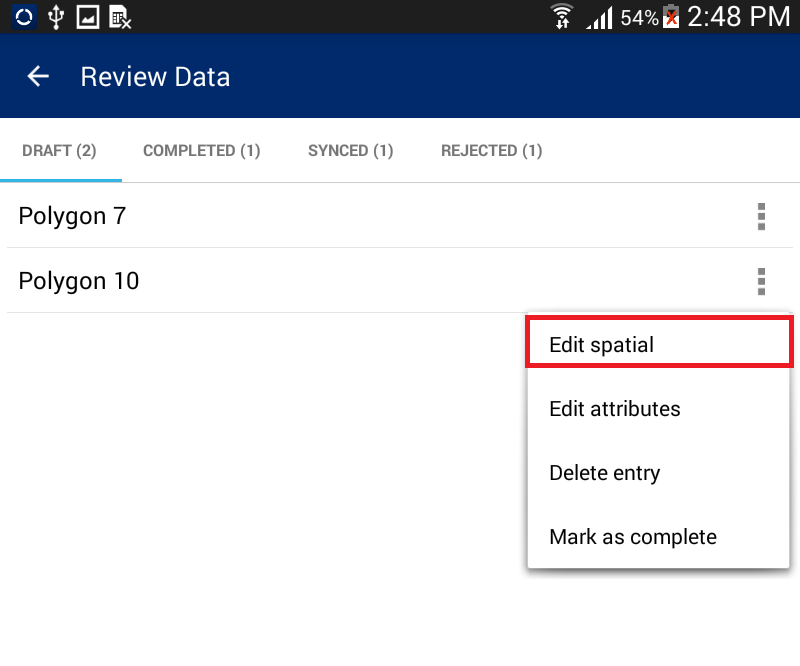 54% 2:48 PM
Review Data
DRAFT (2) COMPLETED (1) SYNCED (1) REJECTED (1)
Polygon 7
Polygon 10
Edit spatial
Edit attributes
Delete entry
Mark as complete